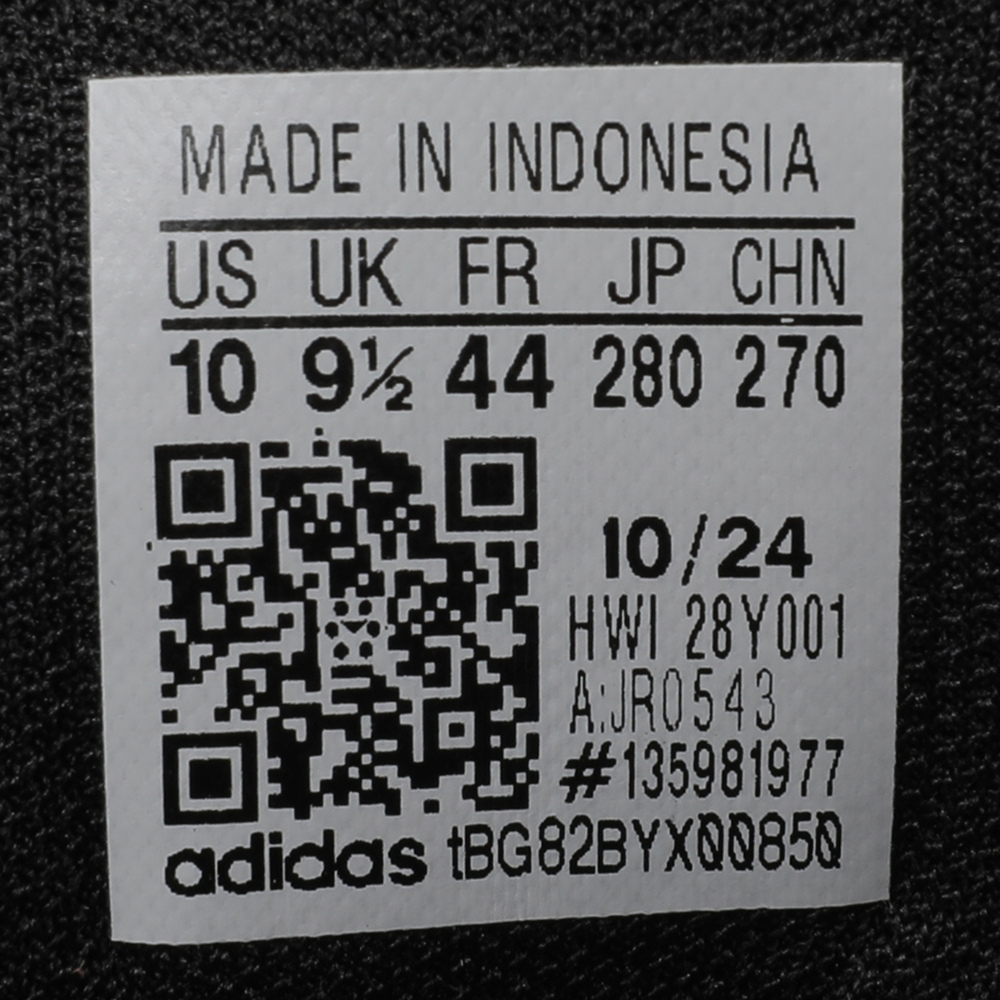 MADE IN INDONESIA
US UK FR JP CHN
10 9½ 44 280 270
10/24
HWI 28Y001
A:JR0543
#135981977
adidas tBG82BYX00850